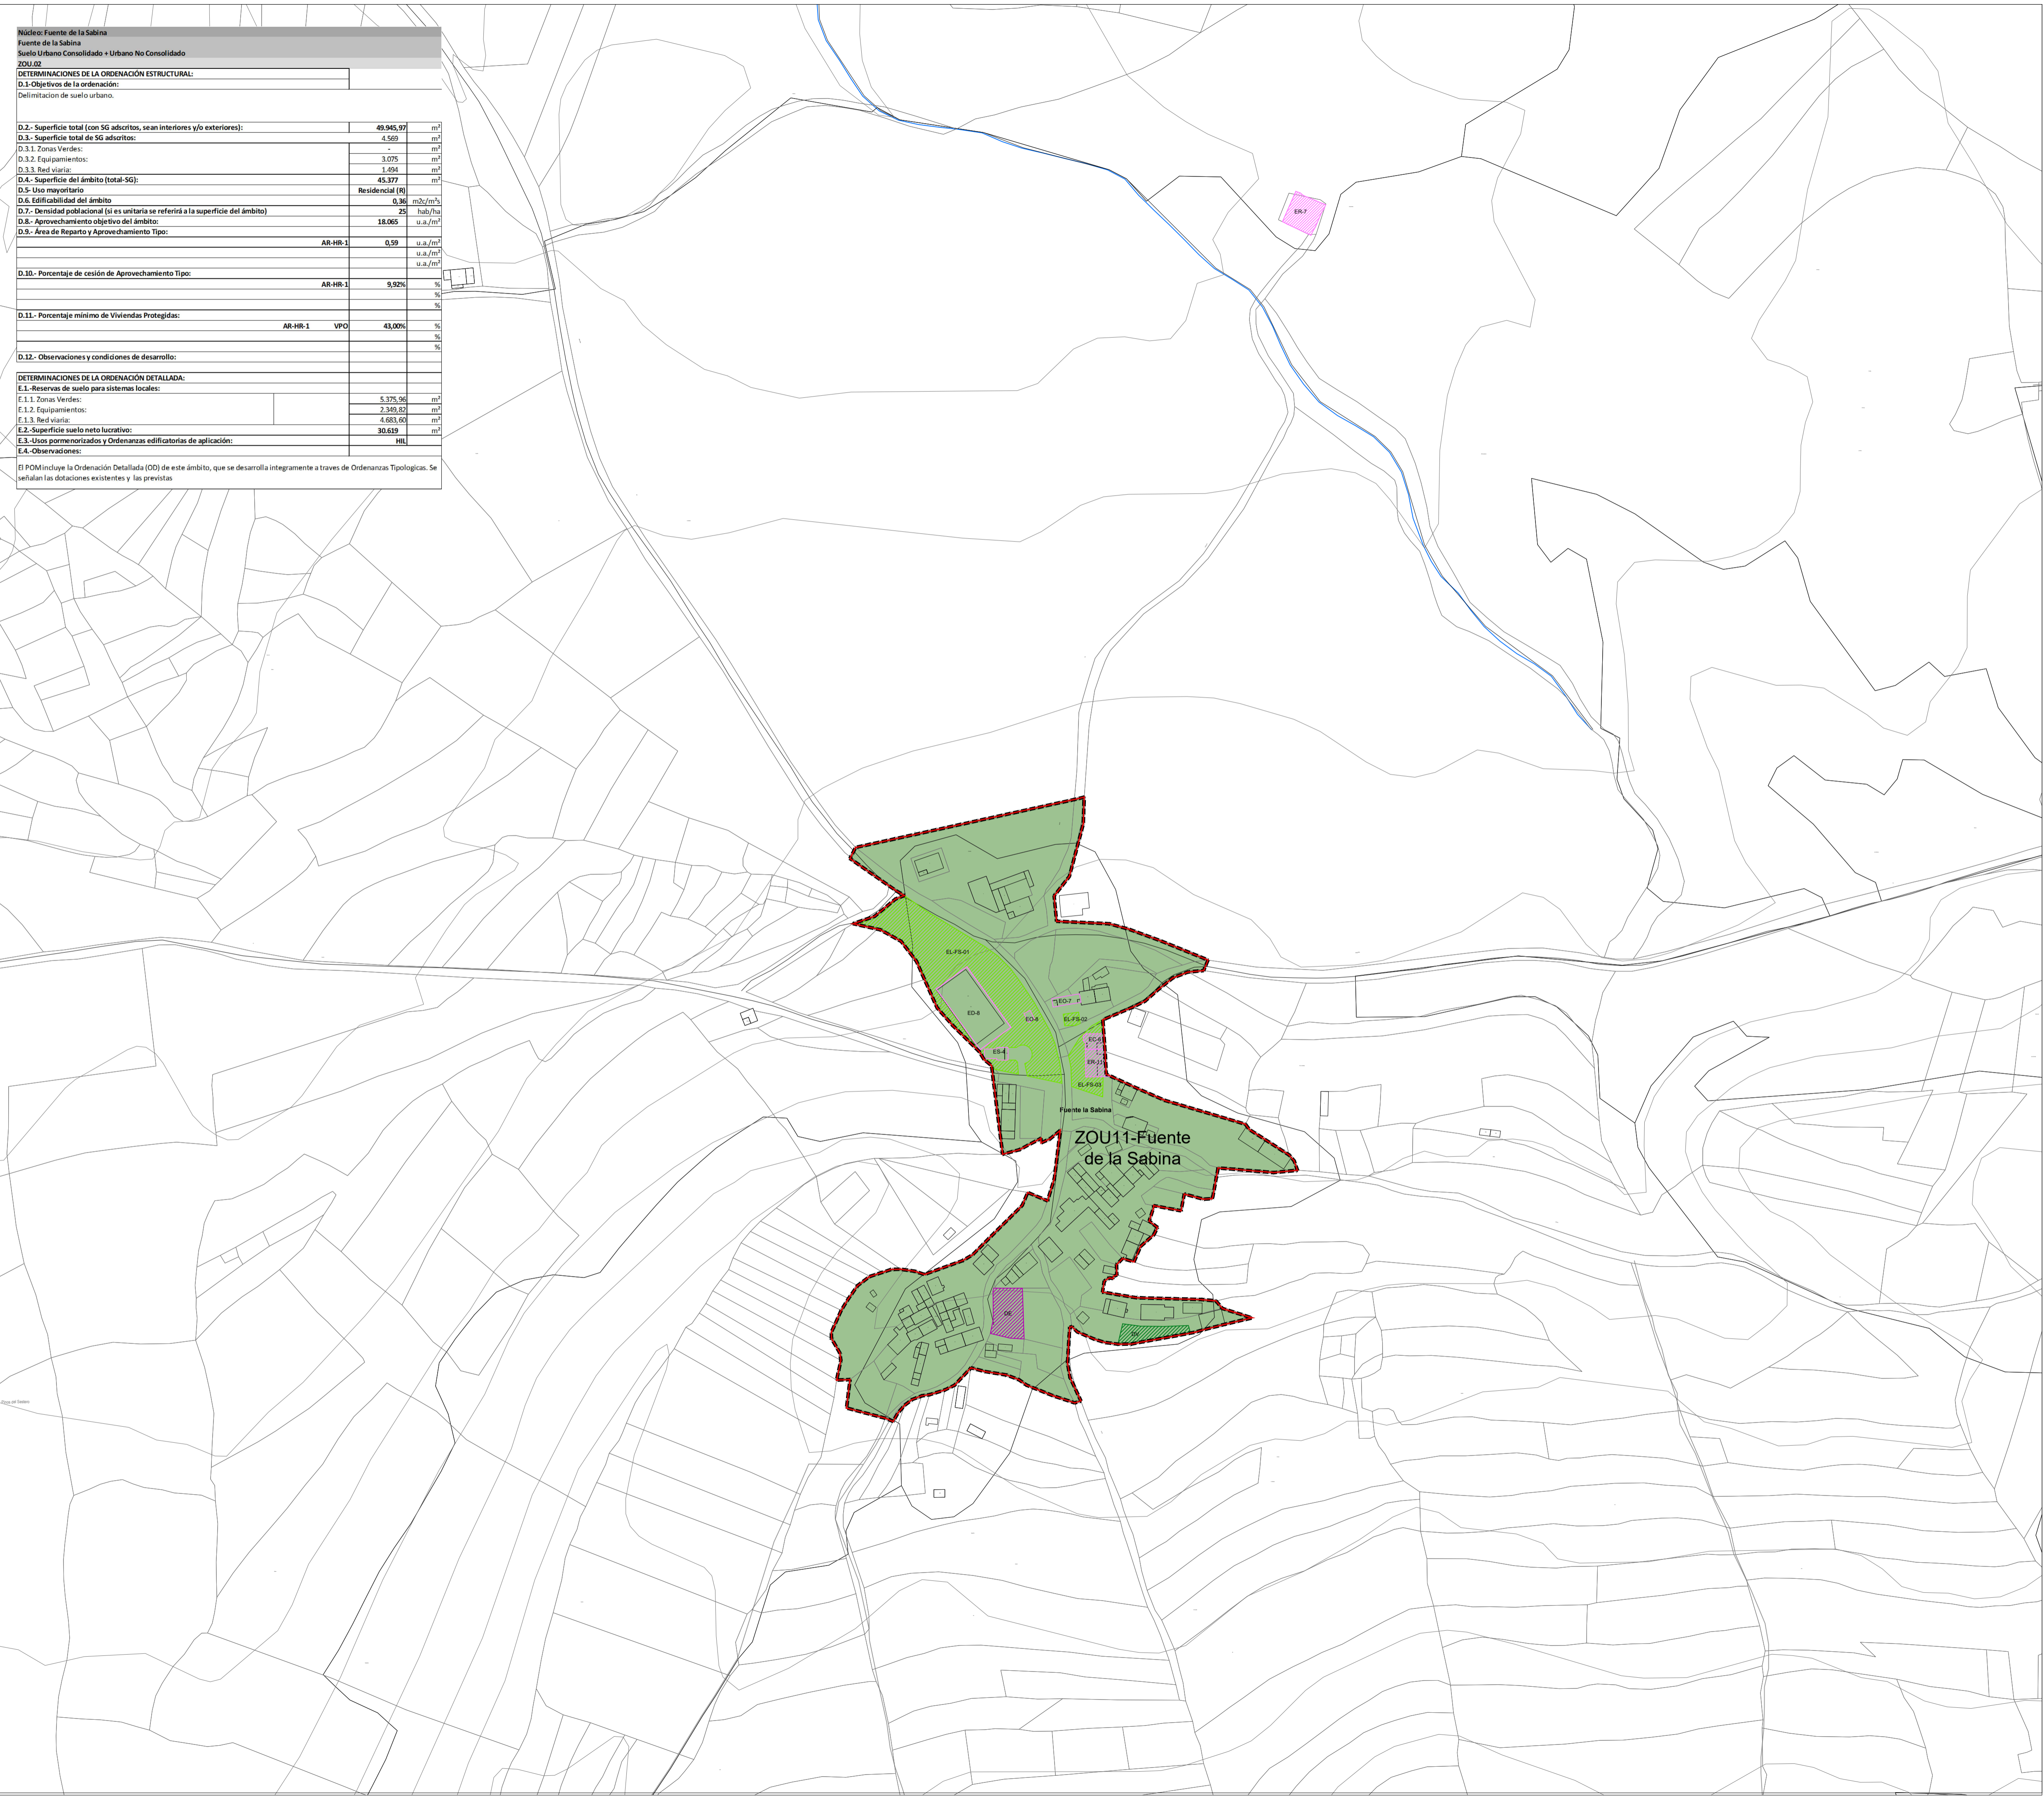 Núcleo: Fuente de la Sabina
Fuente de la Sabina
Suelo Urbano Consolidado + Urbano No Consolidado
ZOU.02
DETERMINACIONES DE LA ORDENACIÓN ESTRUCTURAL:
D.1-Objetivos de la ordenación:
Delimitacion de suelo urbano.
D.2.- Superficie total (con SG adscritos, sean interiores y/o exteriores): 49.945,97 m²
D.3.- Superficie total de SG adscritos: 4.569 m²
D.3.1. Zonas Verdes: - m²
D.3.2. Equipamientos: 3.075 m²
D.3.3. Red viaria: 1.494 m²
D.4.- Superficie del ámbito (total-SG): 45.377 m²
D.5- Uso mayoritario Residencial (R)
D.6. Edificabilidad del ámbito 0,36 m2c/m²s
D.7.- Densidad poblacional (si es unitaria se referirá a la superficie del ámbito) 25 hab/ha
D.8.- Aprovechamiento objetivo del ámbito: 18.065 u.a./m²
D.9.- Área de Reparto y Aprovechamiento Tipo:
AR-HR-1 0,59 u.a./m²
u.a./m²
u.a./m²
D.10.- Porcentaje de cesión de Aprovechamiento Tipo:
AR-HR-1 9,92% %
%
%
D.11.- Porcentaje mínimo de Viviendas Protegidas:
AR-HR-1 VPO 43,00% %
%
%
D.12.- Observaciones y condiciones de desarrollo:
DETERMINACIONES DE LA ORDENACIÓN DETALLADA:
E.1.-Reservas de suelo para sistemas locales:
E.1.1. Zonas Verdes: 5.375,96 m²
E.1.2. Equipamientos: 2.349,82 m²
E.1.3. Red viaria: 4.683,60 m²
E.2.-Superficie suelo neto lucrativo: 30.619 m²
E.3.-Usos pormenorizados y Ordenanzas edificatorias de aplicación: HIL
E.4.-Observaciones:
El POM incluye la Ordenación Detallada (OD) de este ámbito, que se desarrolla integramente a traves de Ordenanzas Tipologicas. Se
señalan las dotaciones existentes y las previstas
ER-7
EL-FS-01
EO-7
ED-8
EO-9
EL-FS-02
EC-6
ES-4
ER-11
EL-FS-03
Fuente la Sabina
ZOU11-Fuente
de la Sabina
DE
DV